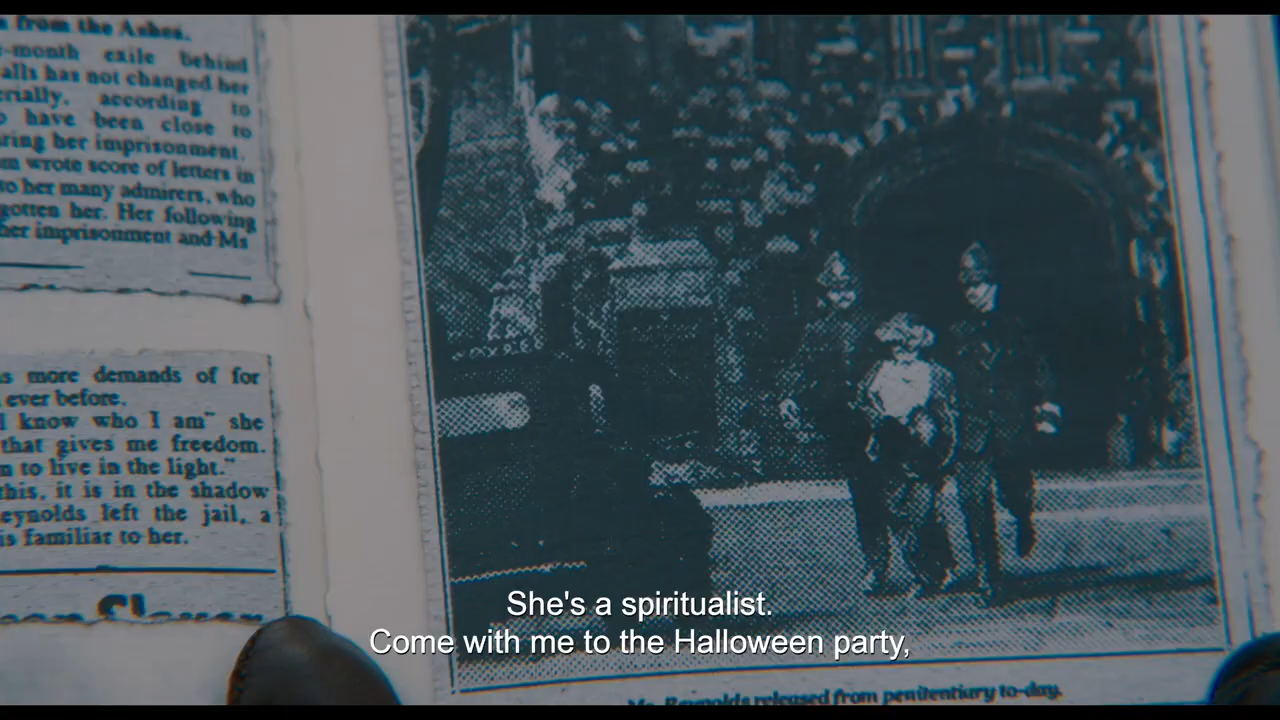 from the Ashes.
-month exile behind
alls has not changed her
erially, according to
o have been close to
ring her imprisonment.
m wrote score of letters in
to her many admirers, who
gotten her. Her following
her imprisonment and Ms
s more demands of for
ever before.
I know who I am" she
that gives me freedom.
n to live in the light."
this, it is in the shadow
eynolds left the jail, a
is familiar to her.
Ms Reynolds released from penitentiary to-day.
She's a spiritualist.
Come with me to the Halloween party,